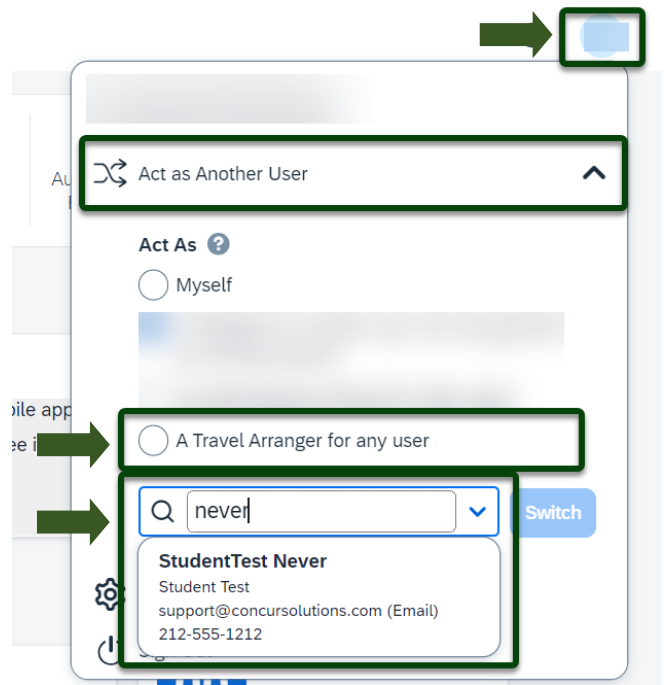 Act as Another User
Act As ?
Myself
A Travel Arranger for any user
never
Switch
StudentTest Never
Student Test
support@concursolutions.com (Email)
212-555-1212